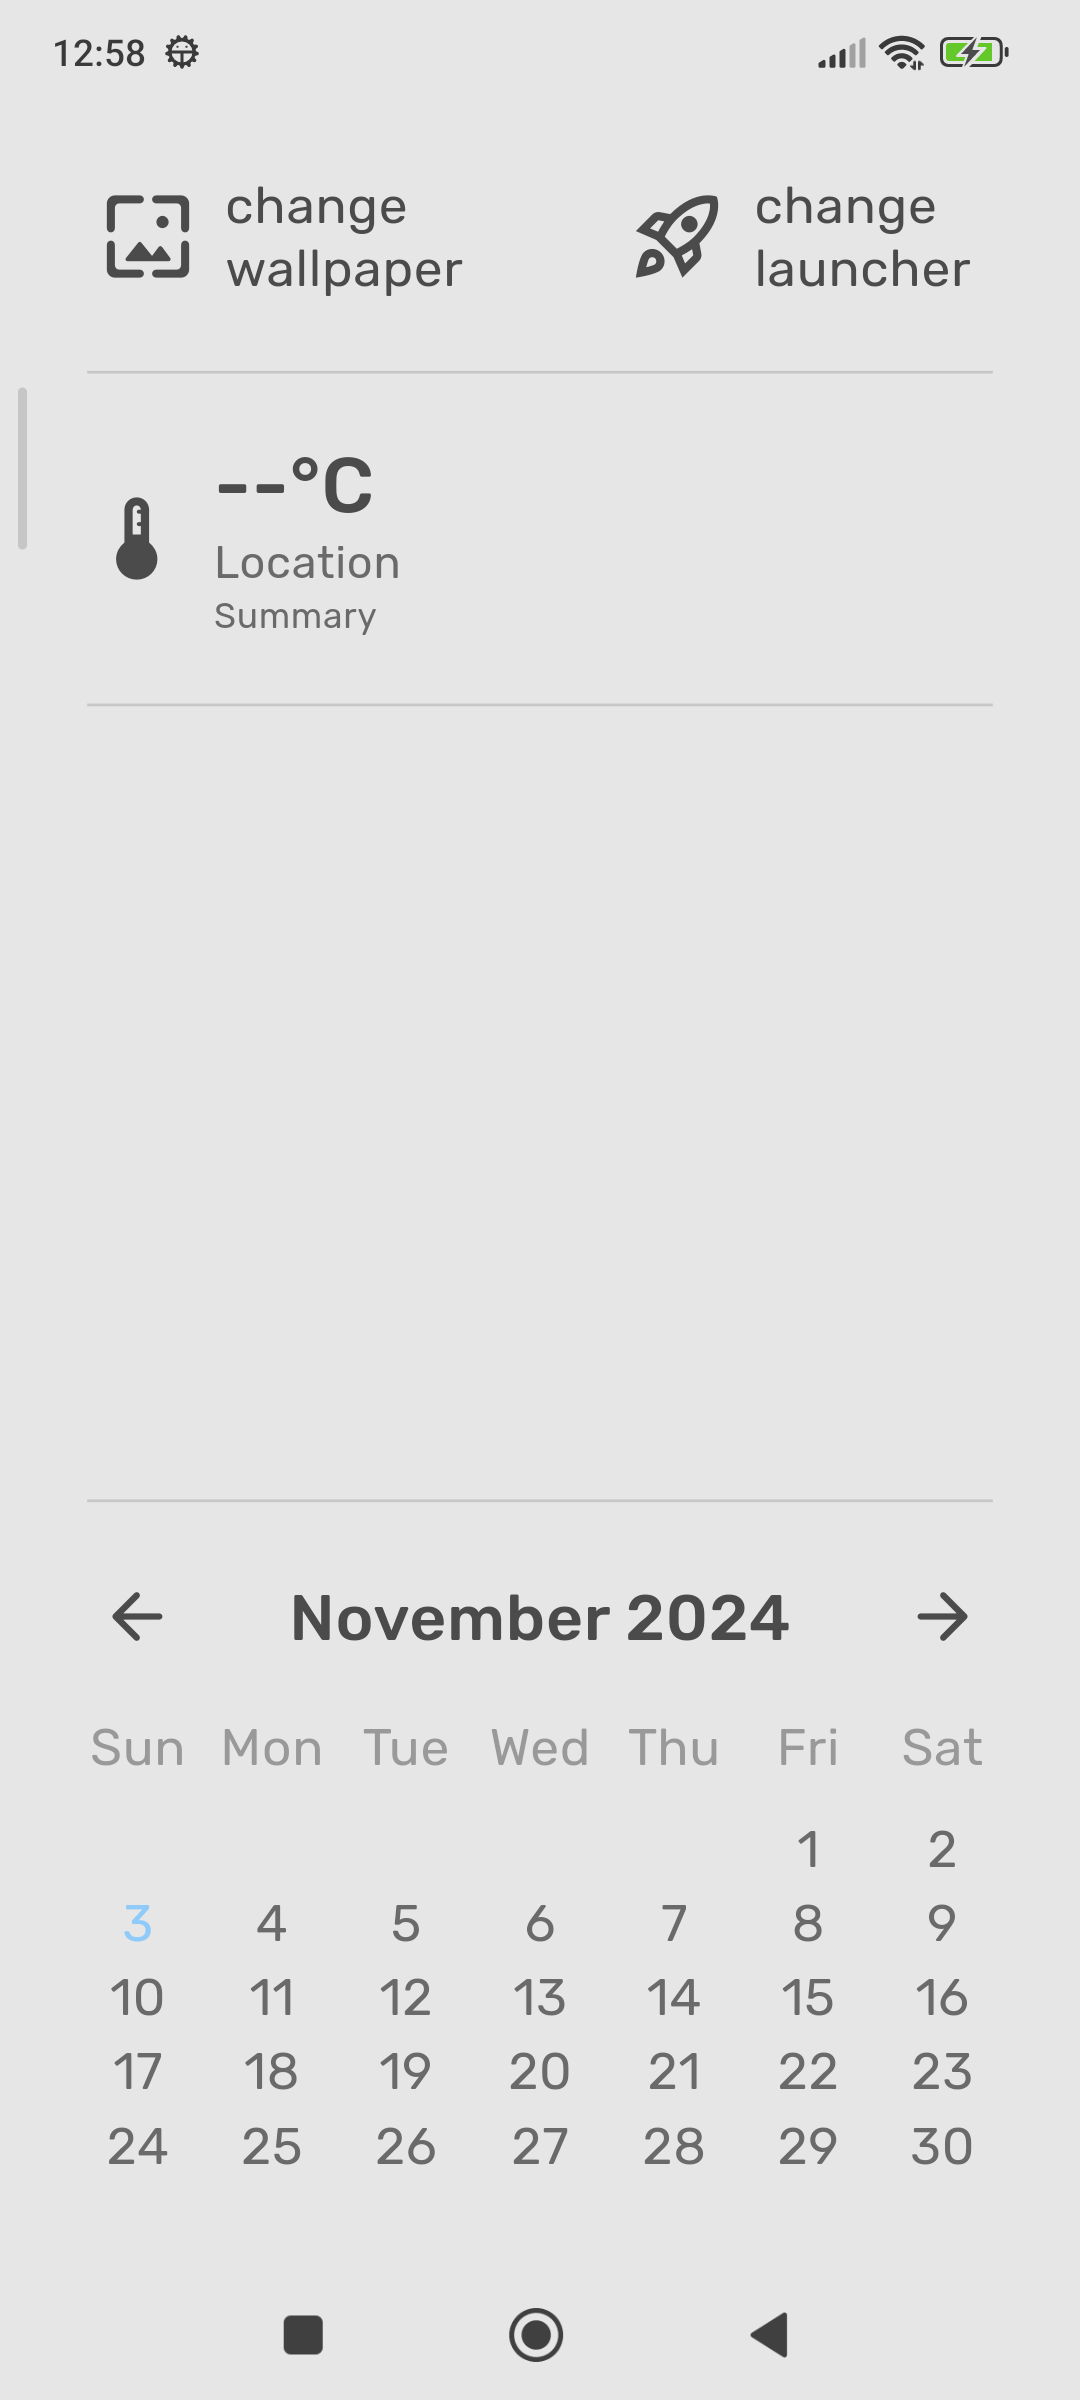 12:58
change
wallpaper
change
launcher
--°C
Location
Summary
November 2024
Sun Mon Tue Wed Thu Fri Sat
1 2
3 4 5 6 7 8 9
10 11 12 13 14 15 16
17 18 19 20 21 22 23
24 25 26 27 28 29 30